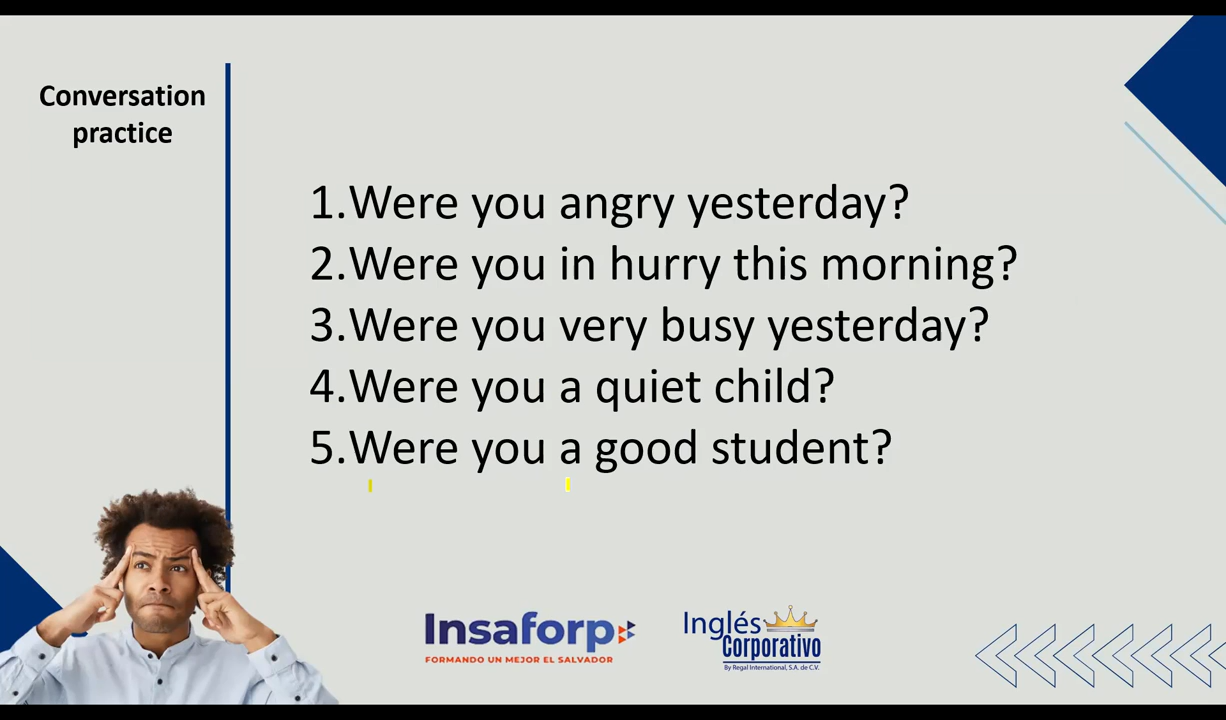 Conversation
practice
1.Were you angry yesterday?
2.Were you in hurry this morning?
3.Were you very busy yesterday?
4.Were you a quiet child?
5.Were you a good student?
Insaforp
FORMANDO UN MEJOR EL SALVADOR
Inglés
Corporativo
By Regal International, S.A. de C.V.